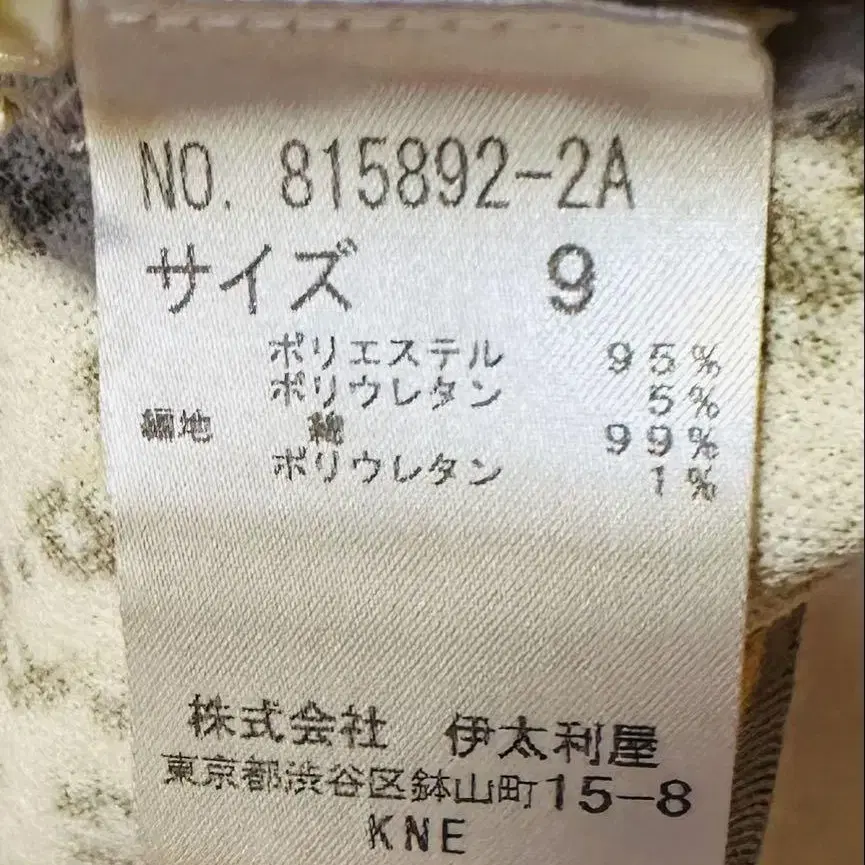 NO. 815892-2A
サイズ 9
ポリエステル 95%
ポリウレタン 5%
編地 綿 99%
ポリウレタン 1%
株式会社 伊太利屋
東京都渋谷区鉢山町15-8
KNE